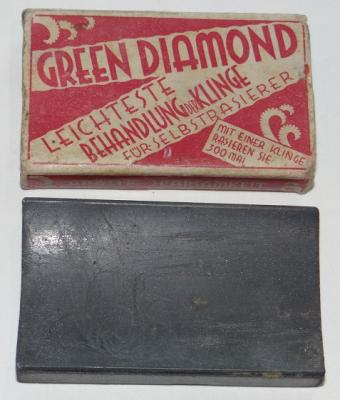 GREEN DIAMOND
LEICHTESTE
BEHANDLUNG DER KLINGE
FÜR SELBSTRASIERER
MIT EINER KLINGE
RASIEREN SIE
300 MAL